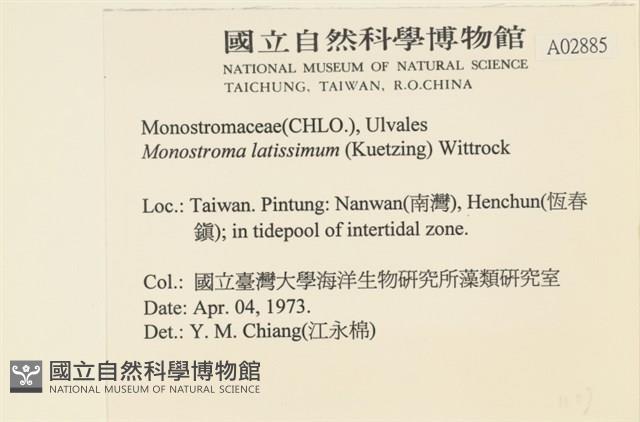 國立自然科學博物館
A02885
NATIONAL MUSEUM OF NATURAL SCIENCE
TAICHUNG, TAIWAN, R.O.CHINA
Monostromaceae(CHLO.), Ulvales
Monostroma latissimum (Kuetzing) Wittrock
Loc.: Taiwan. Pintung: Nanwan(南灣), Henchun(恆春
鎭); in tidepool of intertidal zone.
Col.: 國立臺灣大學海洋生物研究所藻類研究室
Date: Apr. 04, 1973.
Det.: Y. M. Chiang(江永棉)
國立自然科學博物館
NATIONAL MUSEUM OF NATURAL SCIENCE